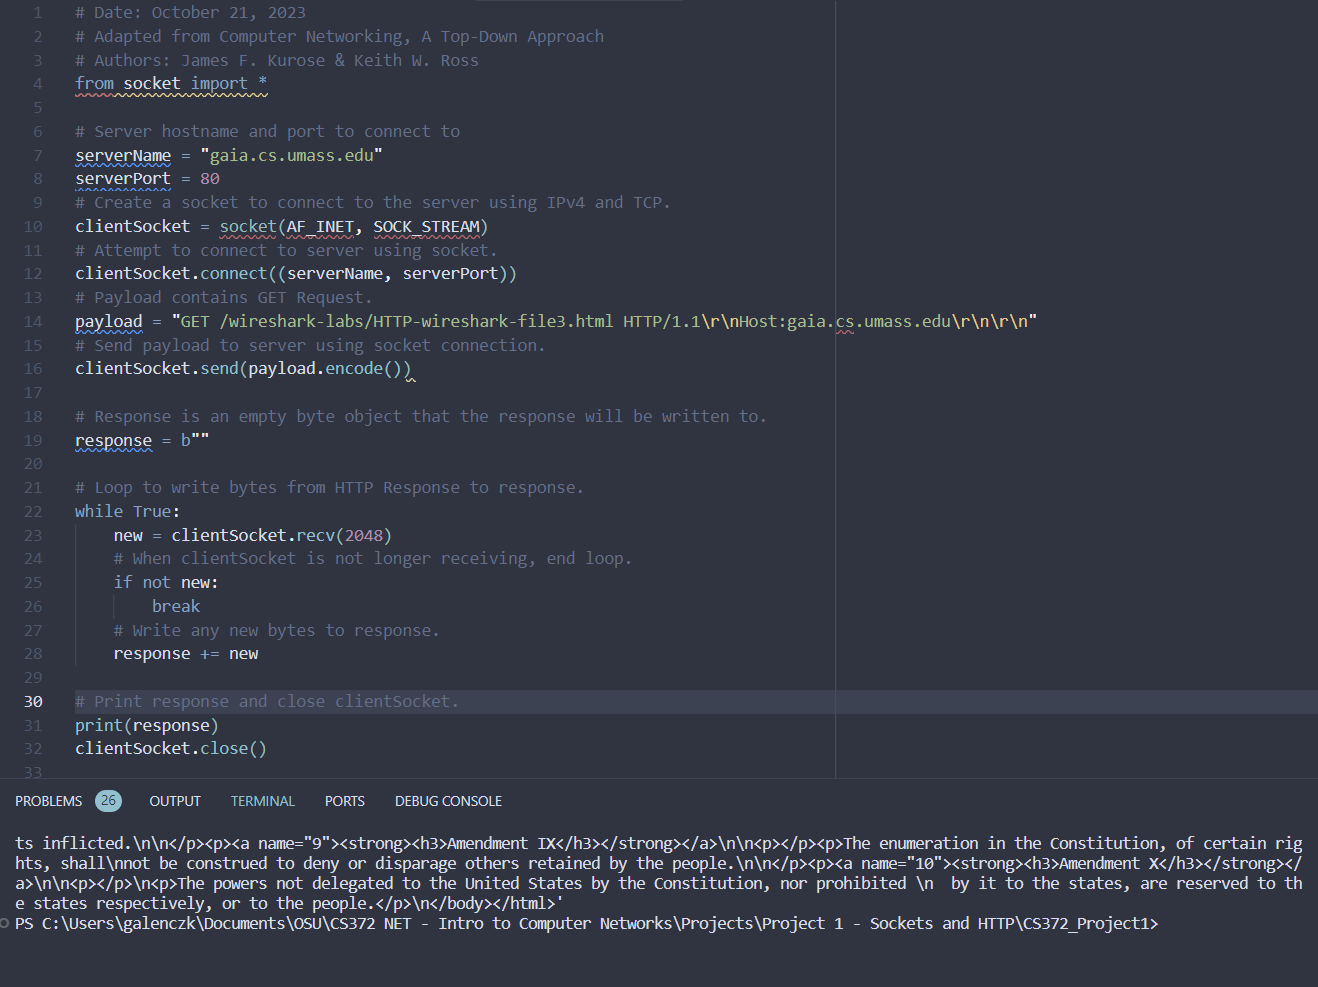 1 # Date: October 21, 2023
2 # Adapted from Computer Networking, A Top-Down Approach
3 # Authors: James F. Kurose & Keith W. Ross
4 from socket import *
5
6 # Server hostname and port to connect to
7 serverName = "gaia.cs.umass.edu"
8 serverPort = 80
9 # Create a socket to connect to the server using IPv4 and TCP.
10 clientSocket = socket(AF_INET, SOCK_STREAM)
11 # Attempt to connect to server using socket.
12 clientSocket.connect((serverName, serverPort))
13 # Payload contains GET Request.
14 payload = "GET /wireshark-labs/HTTP-wireshark-file3.html HTTP/1.1\r\nHost:gaia.cs.umass.edu\r\n\r\n"
15 # Send payload to server using socket connection.
16 clientSocket.send(payload.encode())
17
18 # Response is an empty byte object that the response will be written to.
19 response = b""
20
21 # Loop to write bytes from HTTP Response to response.
22 while True:
23     new = clientSocket.recv(2048)
24     # When clientSocket is not longer receiving, end loop.
25     if not new:
26         break
27     # Write any new bytes to response.
28     response += new
29
30 # Print response and close clientSocket.
31 print(response)
32 clientSocket.close()
33
PROBLEMS 26 OUTPUT TERMINAL PORTS DEBUG CONSOLE
ts inflicted.\n\n</p><p><a name="9"><strong><h3>Amendment IX</h3></strong></a>\n\n<p></p><p>The enumeration in the Constitution, of certain rig
hts, shall\nnot be construed to deny or disparage others retained by the people.\n\n</p><p><a name="10"><strong><h3>Amendment X</h3></strong></
a>\n\n<p></p>\n<p>The powers not delegated to the United States by the Constitution, nor prohibited \n  by it to the states, are reserved to th
e states respectively, or to the people.</p>\n</body></html>'
PS C:\Users\galenczk\Documents\OSU\CS372 NET - Intro to Computer Networks\Projects\Project 1 - Sockets and HTTP\CS372_Project1>